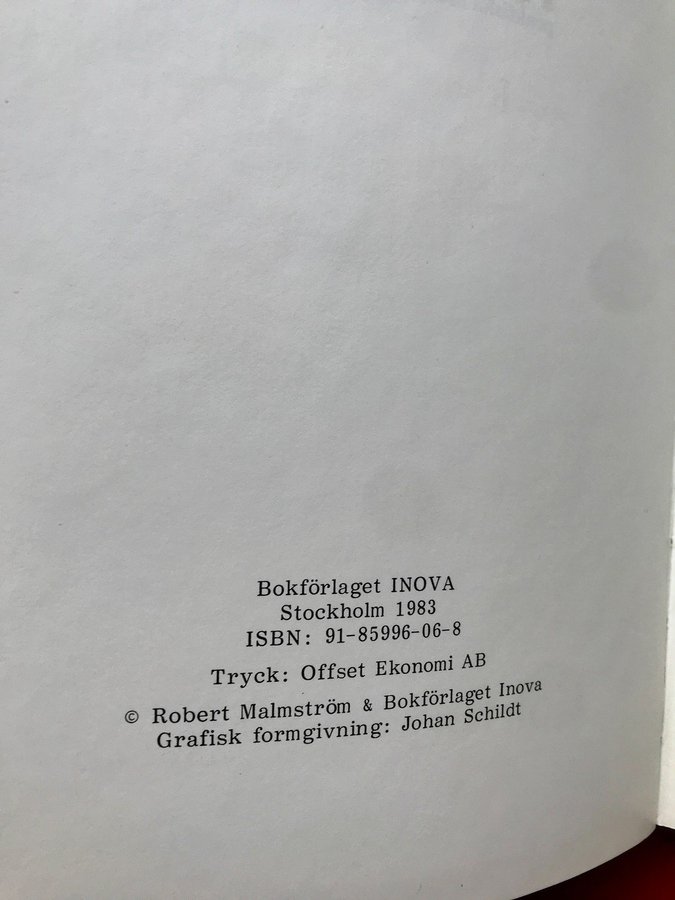 Bokförlaget INOVA
Stockholm 1983
ISBN: 91-85996-06-8
Tryck: Offset Ekonomi AB
© Robert Malmström & Bokförlaget Inova
Grafisk formgivning: Johan Schildt